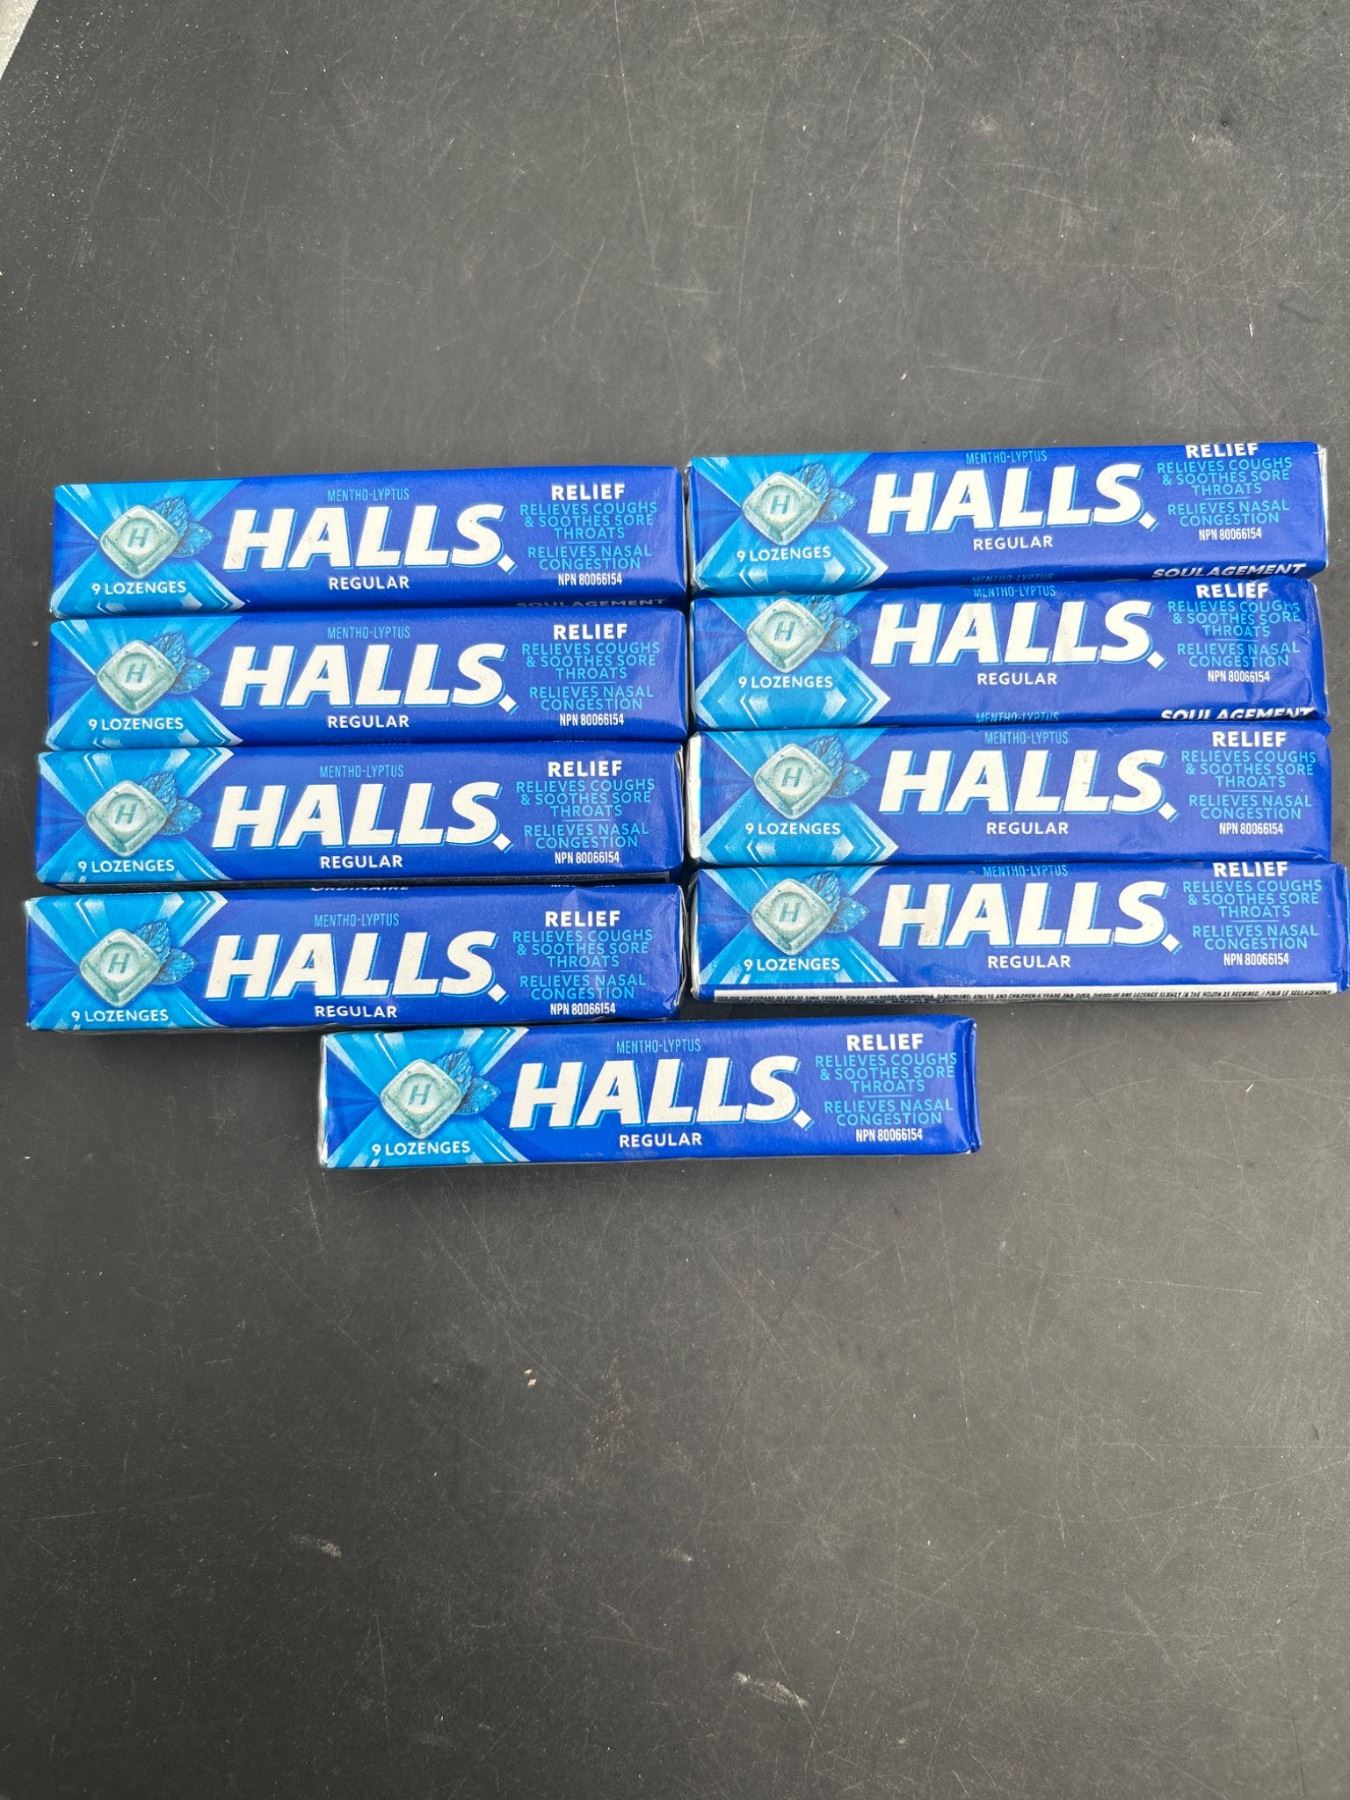 MENTHO-LYPTUS
HALLS.
REGULAR
9 LOZENGES
RELIEF
RELIEVES COUGHS
& SOOTHES SORE
THROATS
RELIEVES NASAL
CONGESTION
NPN 80066154
SOULAGEMENT
MENTHO-LYPTUS
HALLS.
REGULAR
9 LOZENGES
RELIEF
RELIEVES COUGHS
& SOOTHES SORE
THROATS
RELIEVES NASAL
CONGESTION
NPN 80066154
SOULAGEMENT
MENTHO-LYPTUS
MENTHO-LYPTUS
HALLS.
REGULAR
9 LOZENGES
RELIEF
RELIEVES COUGHS
& SOOTHES SORE
THROATS
RELIEVES NASAL
CONGESTION
NPN 80066154
MENTHO-LYPTUS
HALLS.
REGULAR
9 LOZENGES
RELIEF
RELIEVES COUGHS
& SOOTHES SORE
THROATS
RELIEVES NASAL
CONGESTION
NPN 80066154
SOULAGEMENT
MENTHO-LYPTUS
MENTHO-LYPTUS
HALLS.
REGULAR
9 LOZENGES
RELIEF
RELIEVES COUGHS
& SOOTHES SORE
THROATS
RELIEVES NASAL
CONGESTION
NPN 80066154
ORDINAIRE
MENTHO-LYPTUS
HALLS.
REGULAR
9 LOZENGES
RELIEF
RELIEVES COUGHS
& SOOTHES SORE
THROATS
RELIEVES NASAL
CONGESTION
NPN 80066154
MENTHO-LYPTUS
HALLS.
REGULAR
9 LOZENGES
RELIEF
RELIEVES COUGHS
& SOOTHES SORE
THROATS
RELIEVES NASAL
CONGESTION
NPN 80066154
MENTHO-LYPTUS
HALLS.
REGULAR
9 LOZENGES
RELIEF
RELIEVES COUGHS
& SOOTHES SORE
THROATS
RELIEVES NASAL
CONGESTION
NPN 80066154
MENTHO-LYPTUS
HALLS.
REGULAR
9 LOZENGES
RELIEF
RELIEVES COUGHS
& SOOTHES SORE
THROATS
RELIEVES NASAL
CONGESTION
NPN 80066154